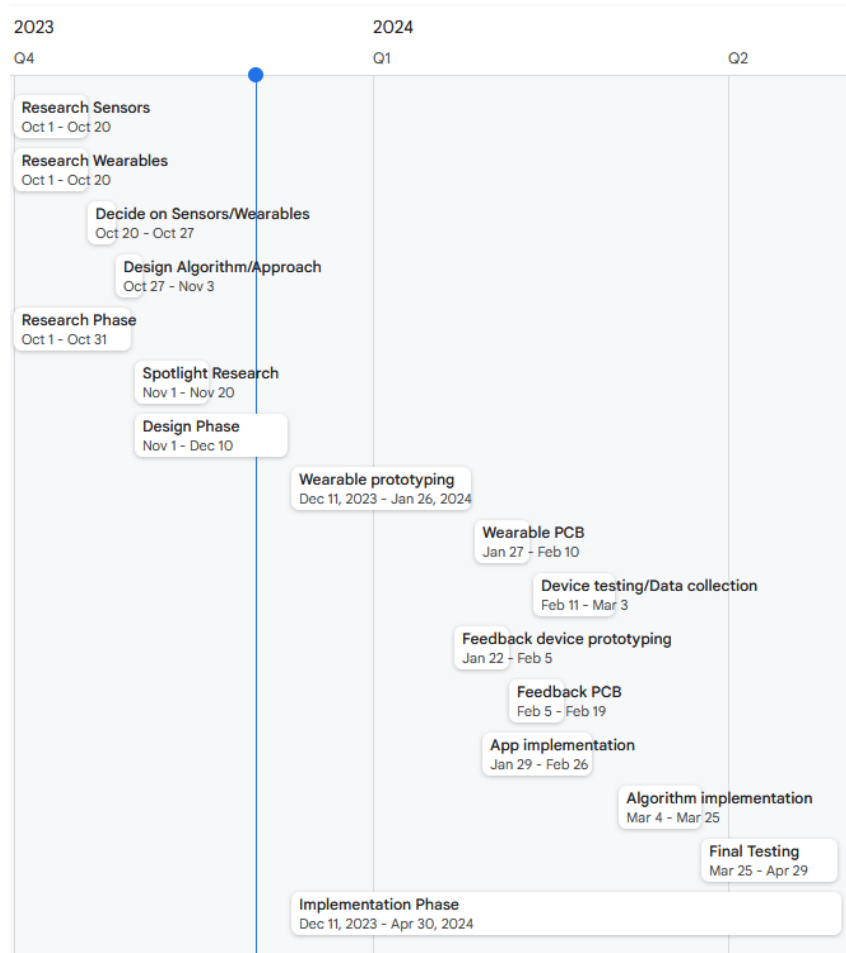 2023
2024
Q4
Q1
Q2
Research Sensors
Oct 1 - Oct 20
Research Wearables
Oct 1 - Oct 20
Decide on Sensors/Wearables
Oct 20 - Oct 27
Design Algorithm/Approach
Oct 27 - Nov 3
Research Phase
Oct 1 - Oct 31
Spotlight Research
Nov 1 - Nov 20
Design Phase
Nov 1 - Dec 10
Wearable prototyping
Dec 11, 2023 - Jan 26, 2024
Wearable PCB
Jan 27 - Feb 10
Device testing/Data collection
Feb 11 - Mar 3
Feedback device prototyping
Jan 22 - Feb 5
Feedback PCB
Feb 5 - Feb 19
App implementation
Jan 29 - Feb 26
Algorithm implementation
Mar 4 - Mar 25
Final Testing
Mar 25 - Apr 29
Implementation Phase
Dec 11, 2023 - Apr 30, 2024